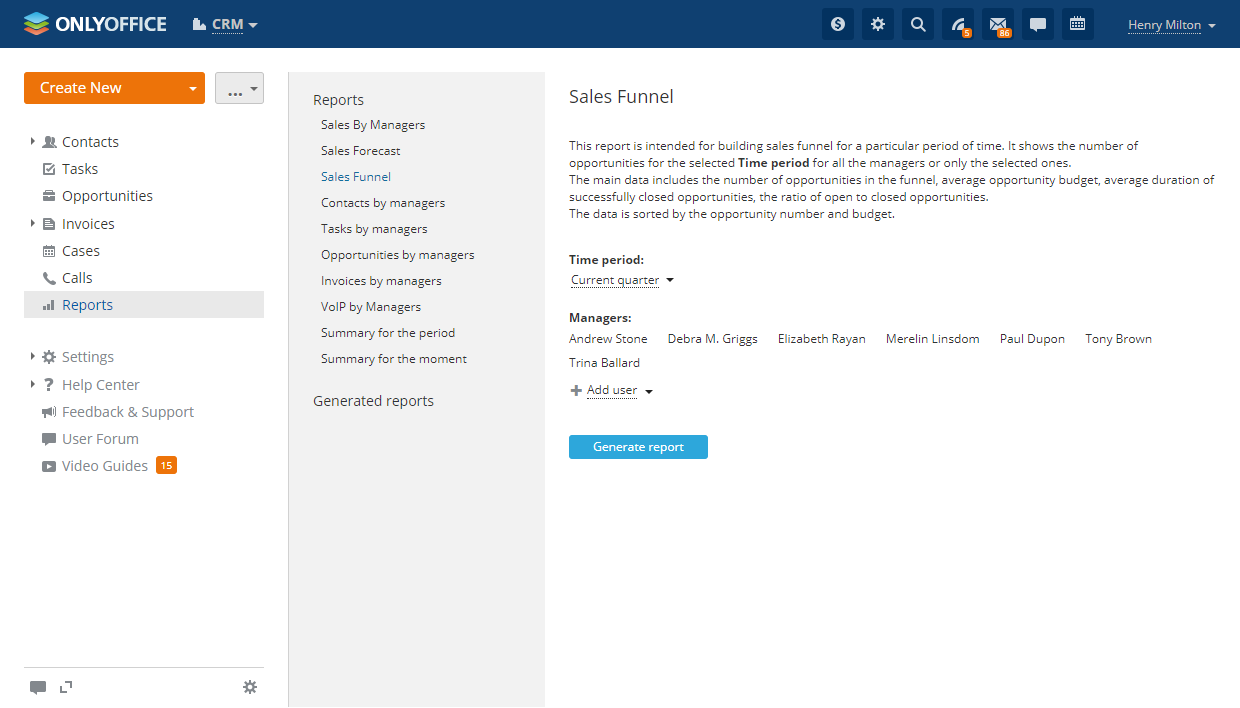 ONLYOFFICE CRM 5 86 Henry Milton
Create New ...
Contacts
Tasks
Opportunities
Invoices
Cases
Calls
Reports
Settings
? Help Center
Feedback & Support
User Forum
Video Guides 15
Reports
Sales By Managers
Sales Forecast
Sales Funnel
Contacts by managers
Tasks by managers
Opportunities by managers
Invoices by managers
VoIP by Managers
Summary for the period
Summary for the moment
Generated reports
Sales Funnel
This report is intended for building sales funnel for a particular period of time. It shows the number of
opportunities for the selected Time period for all the managers or only the selected ones.
The main data includes the number of opportunities in the funnel, average opportunity budget, average duration of
successfully closed opportunities, the ratio of open to closed opportunities.
The data is sorted by the opportunity number and budget.
Time period:
Current quarter
Managers:
Andrew Stone Debra M. Griggs Elizabeth Rayan Merelin Linsdom Paul Dupon Tony Brown
Trina Ballard
Add user
Generate report